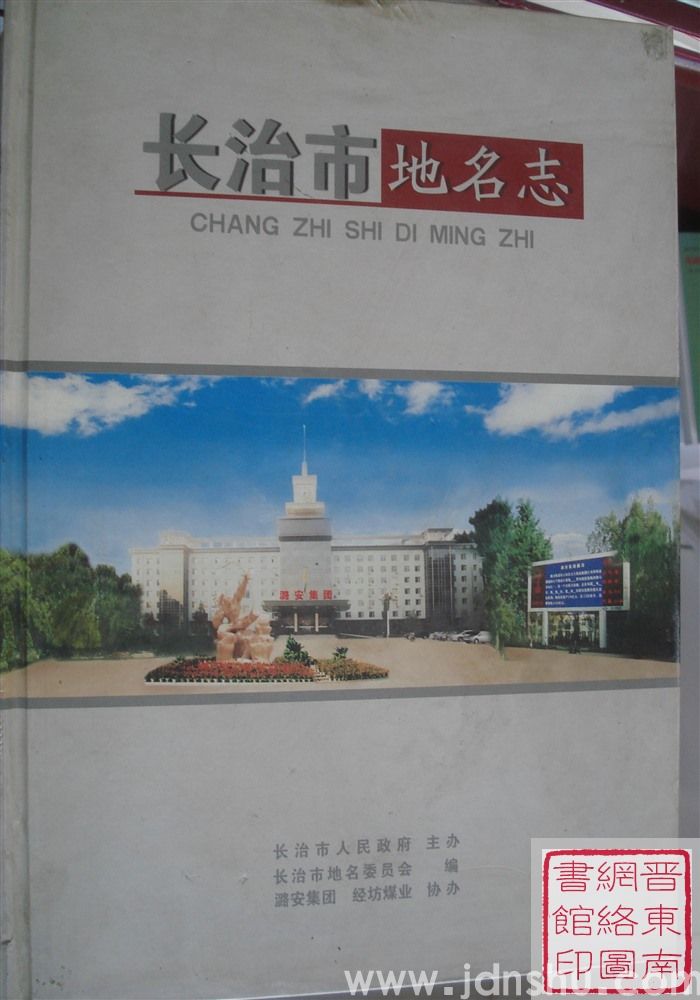 长治市地名志
CHANG ZHI SHI DI MING ZHI
潞安集团
长治市人民政府 主办
长治市地名委员会 编
潞安集团 经坊煤业 协办
晋东南
網絡圖
書館印
www.jdnshu.com